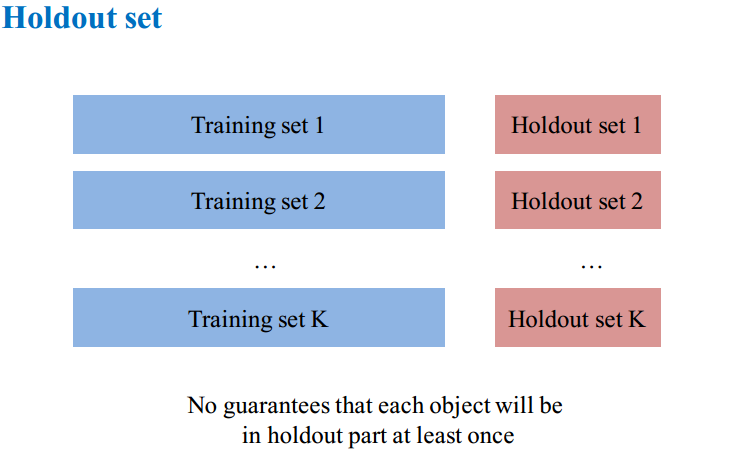 Holdout set
Training set 1
Holdout set 1
Training set 2
Holdout set 2
…
…
Training set K
Holdout set K
No guarantees that each object will be
in holdout part at least once